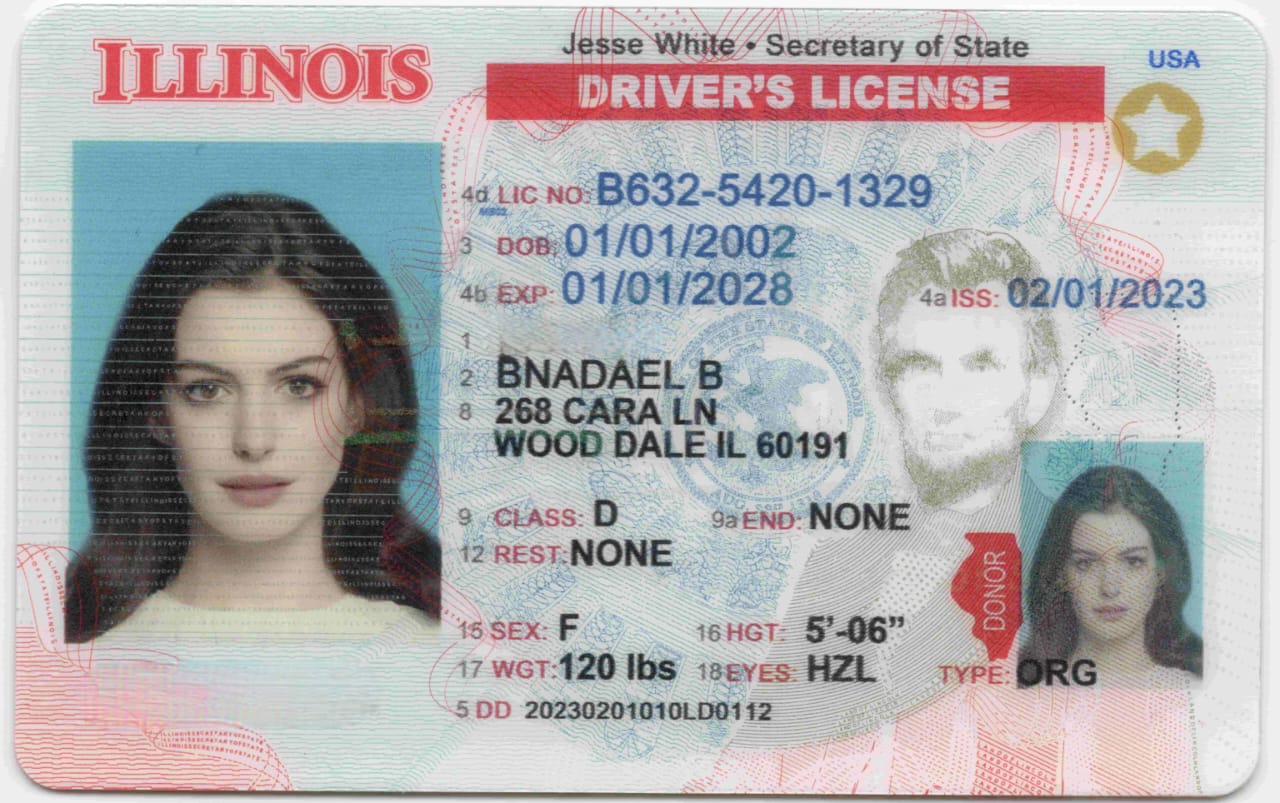 ILLINOIS
Jesse White • Secretary of State
USA
DRIVER'S LICENSE
4d LIC NO: B632-5420-1329
3 DOB: 01/01/2002
4b EXP: 01/01/2028
4a ISS: 02/01/2023
1
2 BNADAEL B
8 268 CARA LN
WOOD DALE IL 60191
9 CLASS: D
9a END: NONE
12 REST: NONE
DONOR
15 SEX: F
16 HGT: 5'-06"
17 WGT: 120 lbs
18 EYES: HZL
TYPE: ORG
5 DD 20230201010LD0112